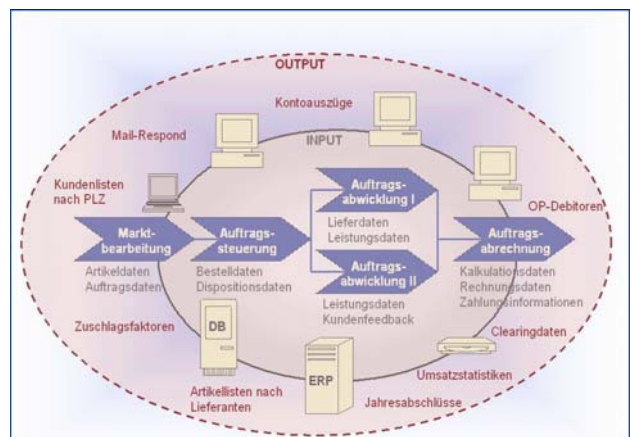 OUTPUT
Kontoauszüge
Mail-Respond
INPUT
Kundenlisten
nach PLZ
Auftrags-
abwicklung I
OP-Debitoren
Lieferdaten
Leistungsdaten
Markt-
bearbeitung
Auftrags-
steuerung
Auftrags-
abrechnung
Artikeldaten
Auftragsdaten
Bestelldaten
Dispositionsdaten
Auftrags-
abwicklung II
Kalkulationsdaten
Rechnungsdaten
Zahlungsinformationen
Leistungsdaten
Kundenfeedback
Zuschlagsfaktoren
DB
Clearingdaten
ERP
Umsatzstatistiken
Artikellisten nach
Lieferanten
Jahresabschlüsse